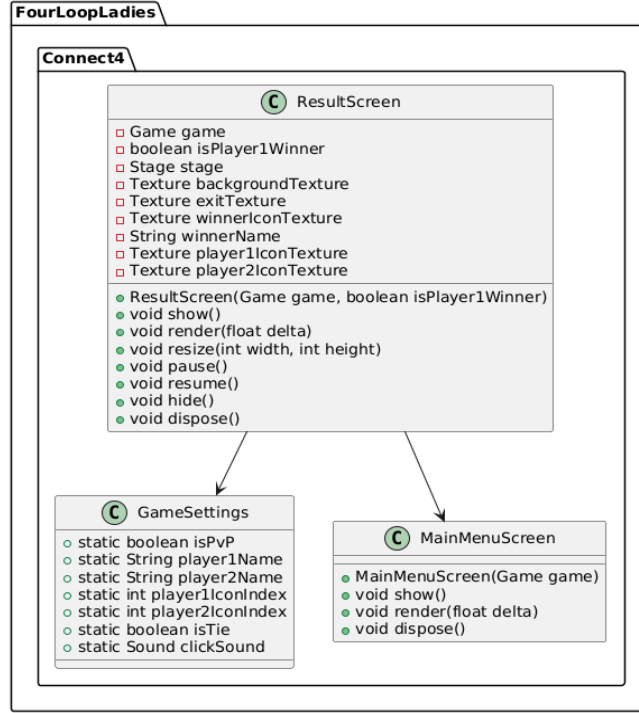 FourLoopLadies
Connect4
C ResultScreen
Game game
boolean isPlayer1Winner
Stage stage
Texture backgroundTexture
Texture exitTexture
Texture winnerIconTexture
String winnerName
Texture player1IconTexture
Texture player2IconTexture
ResultScreen(Game game, boolean isPlayer1Winner)
void show()
void render(float delta)
void resize(int width, int height)
void pause()
void resume()
void hide()
void dispose()
C GameSettings
static boolean isPvP
static String player1Name
static String player2Name
static int player1IconIndex
static int player2IconIndex
static boolean isTie
static Sound clickSound
C MainMenuScreen
MainMenuScreen(Game game)
void show()
void render(float delta)
void dispose()